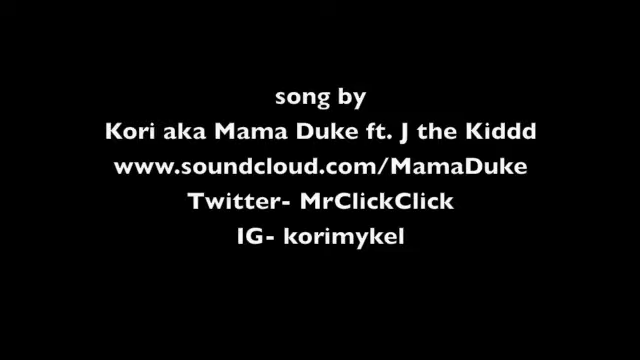 song by
Kori aka Mama Duke ft. J the Kiddd
www.soundcloud.com/MamaDuke
Twitter- MrClickClick
IG- korimykel